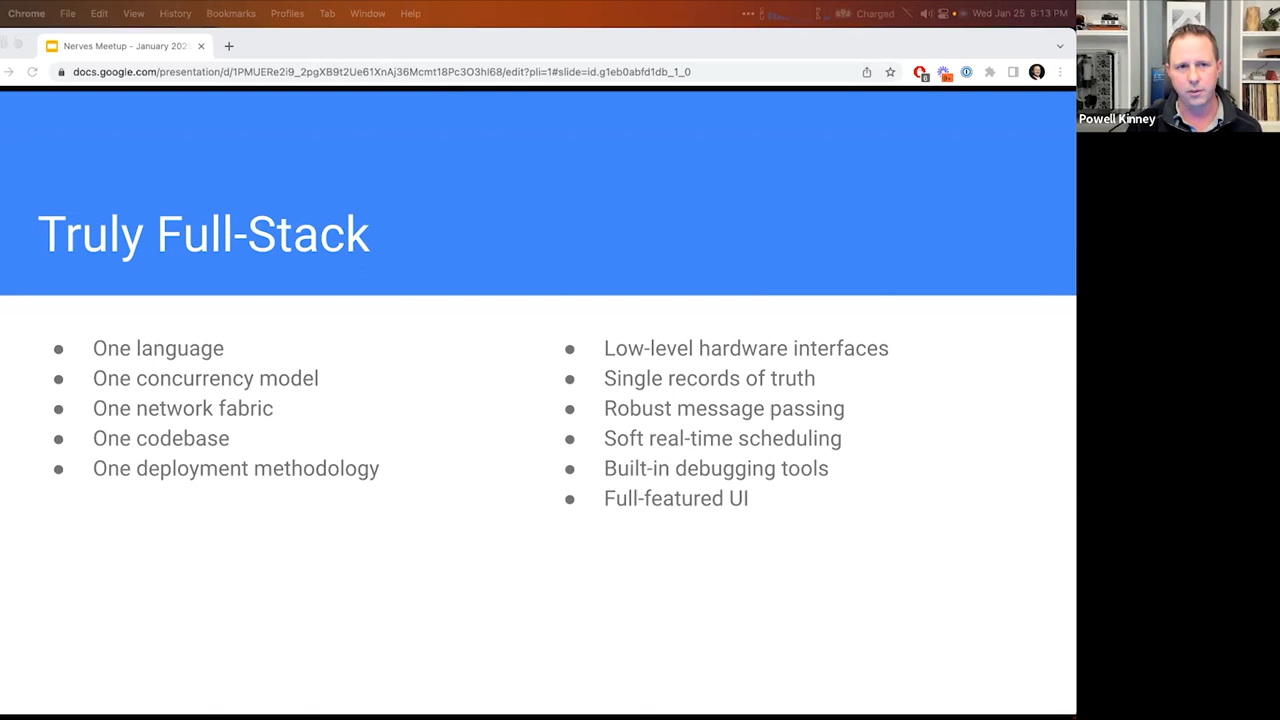 Chrome File Edit View History Bookmarks Profiles Tab Window Help Charged Wed Jan 25 8:13 PM
Nerves Meetup - January 202
docs.google.com/presentation/d/1PMUERe2i9_2pgXB9t2Ue61XnAj36Mcmt18Pc3O3hI68/edit?pli=1#slide=id.g1eb0abfd1db_1_0
Powell Kinney
Truly Full-Stack
One language
One concurrency model
One network fabric
One codebase
One deployment methodology
Low-level hardware interfaces
Single records of truth
Robust message passing
Soft real-time scheduling
Built-in debugging tools
Full-featured UI